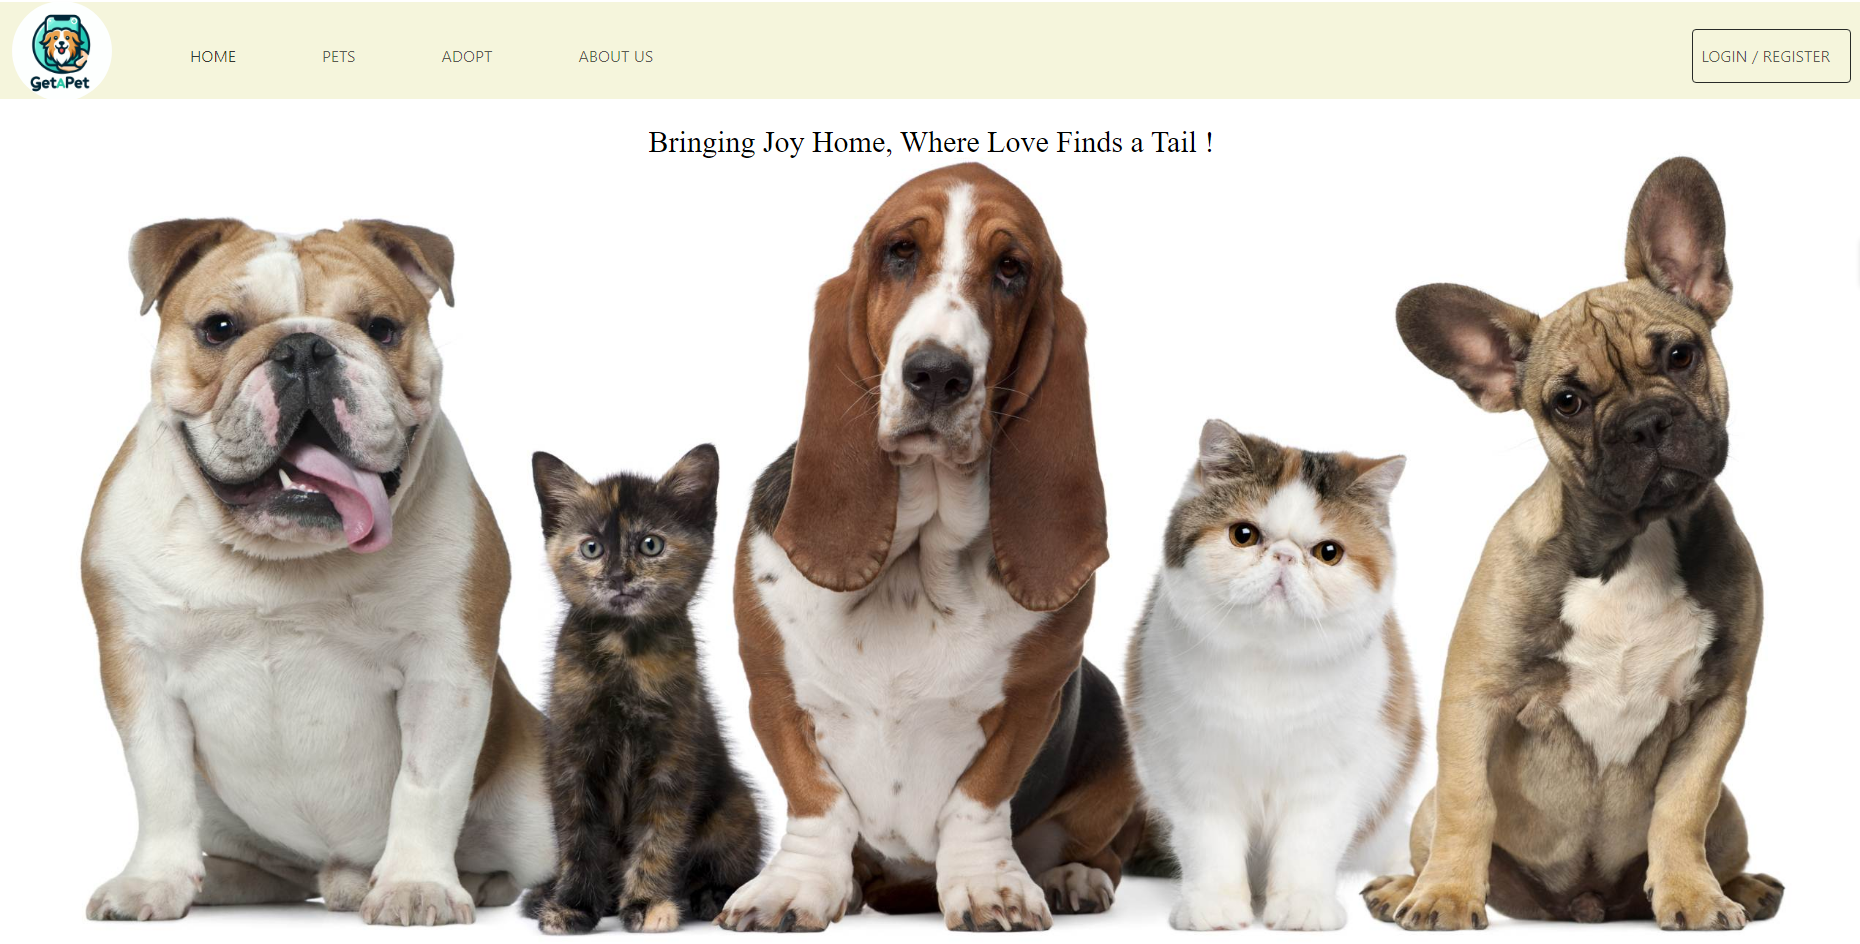 GetAPet
HOME
PETS
ADOPT
ABOUT US
LOGIN / REGISTER
Bringing Joy Home, Where Love Finds a Tail !